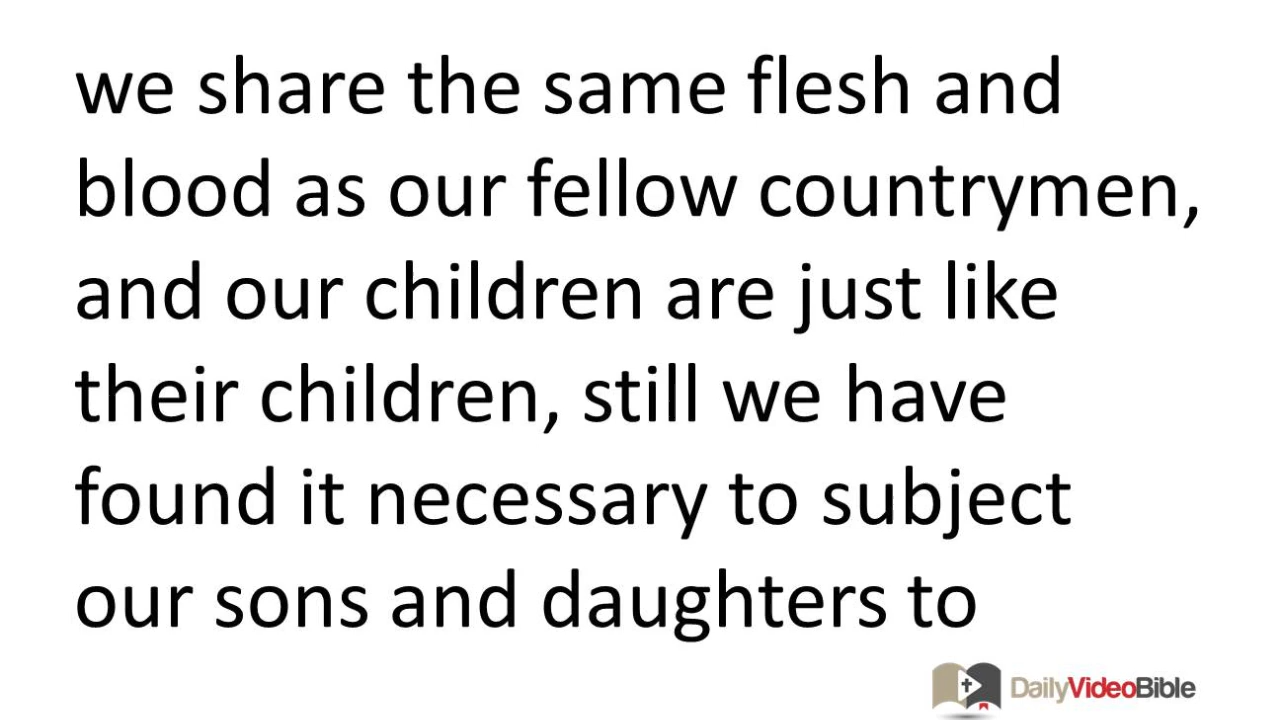 we share the same flesh and
blood as our fellow countrymen,
and our children are just like
their children, still we have
found it necessary to subject
our sons and daughters to
DailyVideoBible